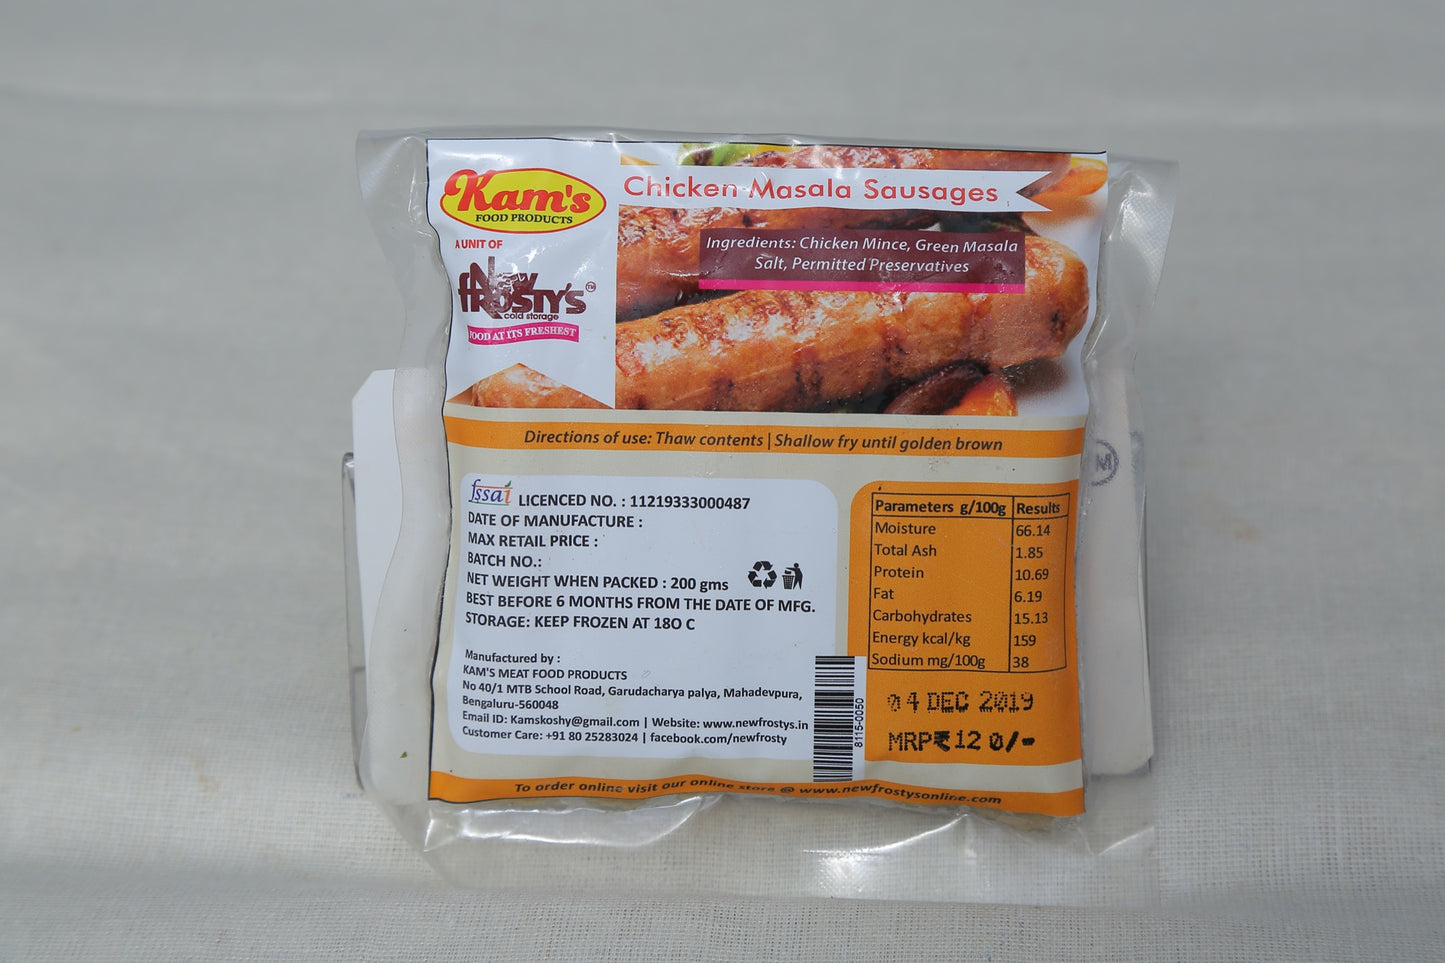 Kam's
FOOD PRODUCTS
A UNIT OF
New
FROSTY'S TM
cold storage
FOOD AT ITS FRESHEST
Chicken Masala Sausages
Ingredients: Chicken Mince, Green Masala
Salt, Permitted Preservatives
Directions of use: Thaw contents | Shallow fry until golden brown
fssai LICENCED NO. : 11219333000487
DATE OF MANUFACTURE :
MAX RETAIL PRICE :
BATCH NO.:
NET WEIGHT WHEN PACKED : 200 gms
BEST BEFORE 6 MONTHS FROM THE DATE OF MFG.
STORAGE: KEEP FROZEN AT 18O C
Manufactured by :
KAM'S MEAT FOOD PRODUCTS
No 40/1 MTB School Road, Garudacharya palya, Mahadevpura,
Bengaluru-560048
Email ID: Kamskoshy@gmail.com | Website: www.newfrostys.in
Customer Care: +91 80 25283024 | facebook.com/newfrosty
8115-0050
Parameters g/100g Results
Moisture 66.14
Total Ash 1.85
Protein 10.69
Fat 6.19
Carbohydrates 15.13
Energy kcal/kg 159
Sodium mg/100g 38
04 DEC 2019
MRP₹120/-
To order online visit our online store @ www.newfrostysonline.com
M